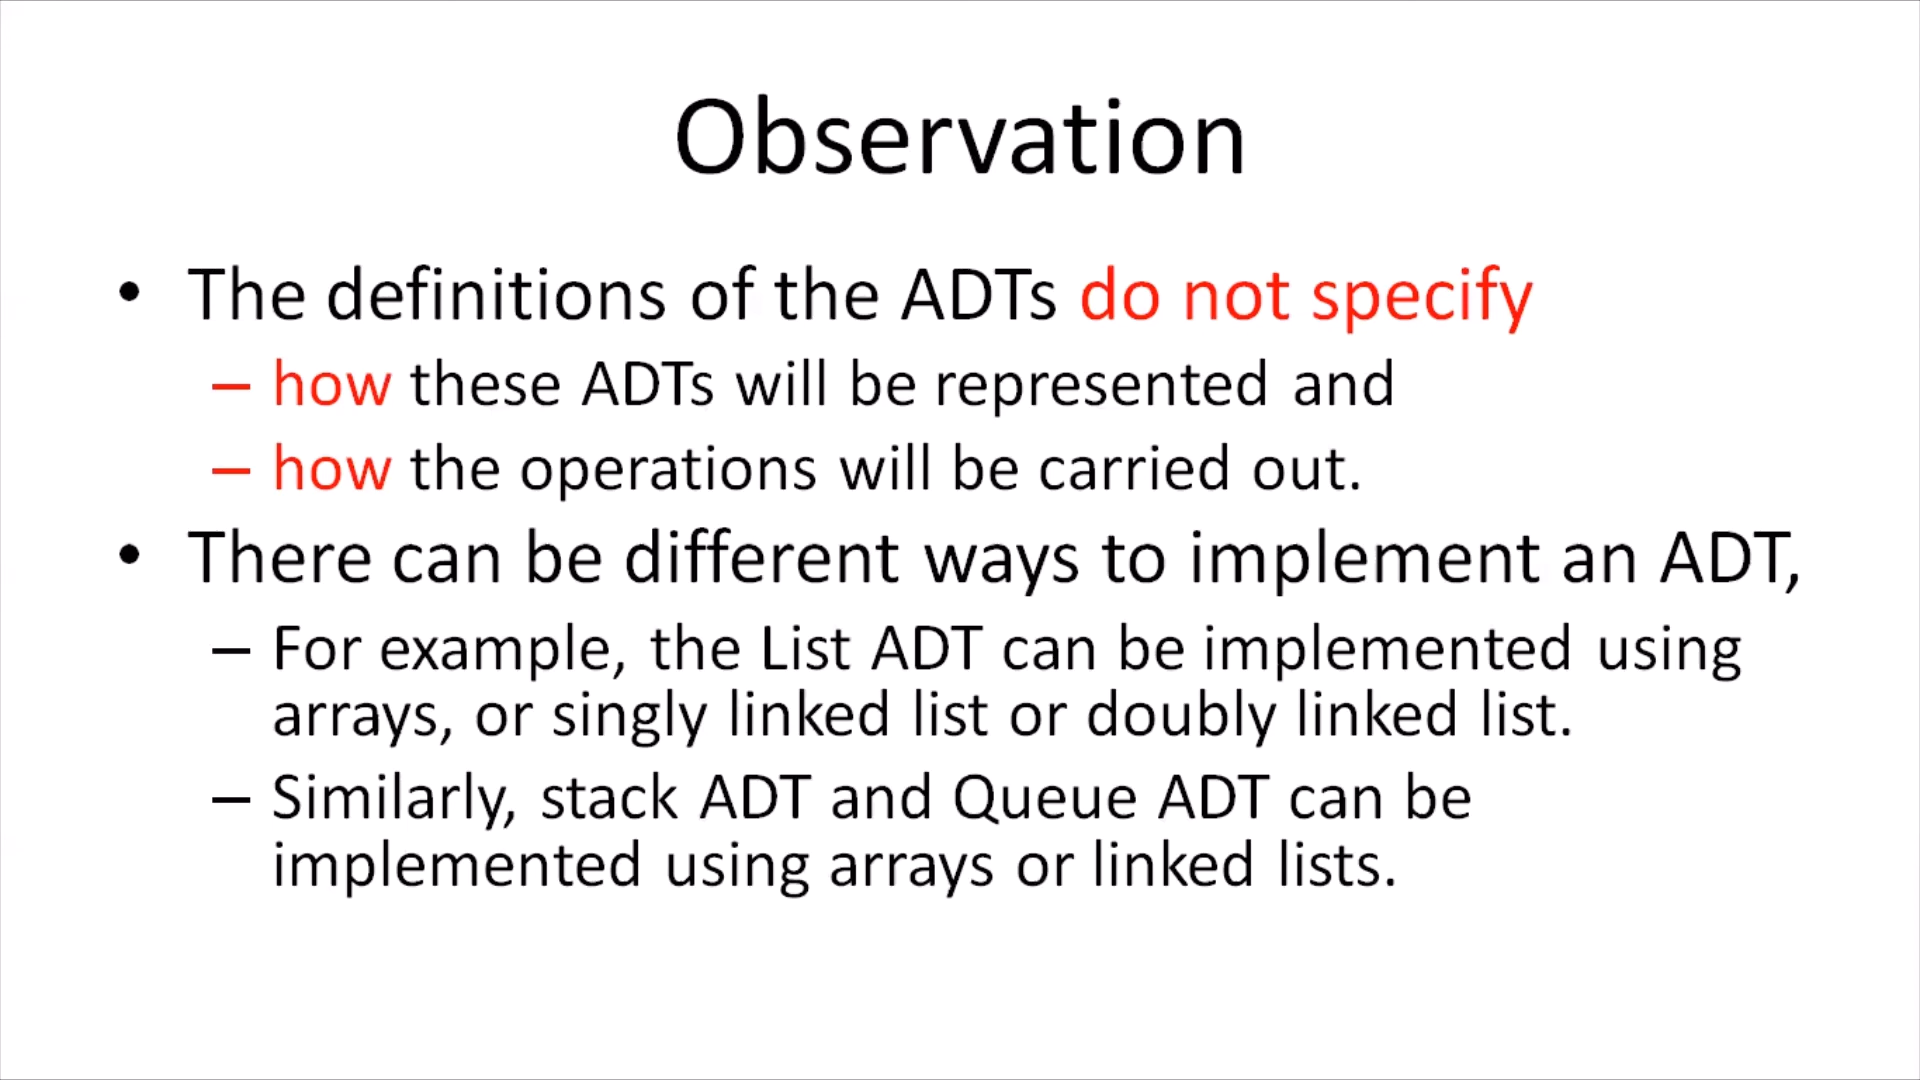 Observation
• The definitions of the ADTs do not specify
– how these ADTs will be represented and
– how the operations will be carried out.
• There can be different ways to implement an ADT,
– For example, the List ADT can be implemented using
arrays, or singly linked list or doubly linked list.
– Similarly, stack ADT and Queue ADT can be
implemented using arrays or linked lists.